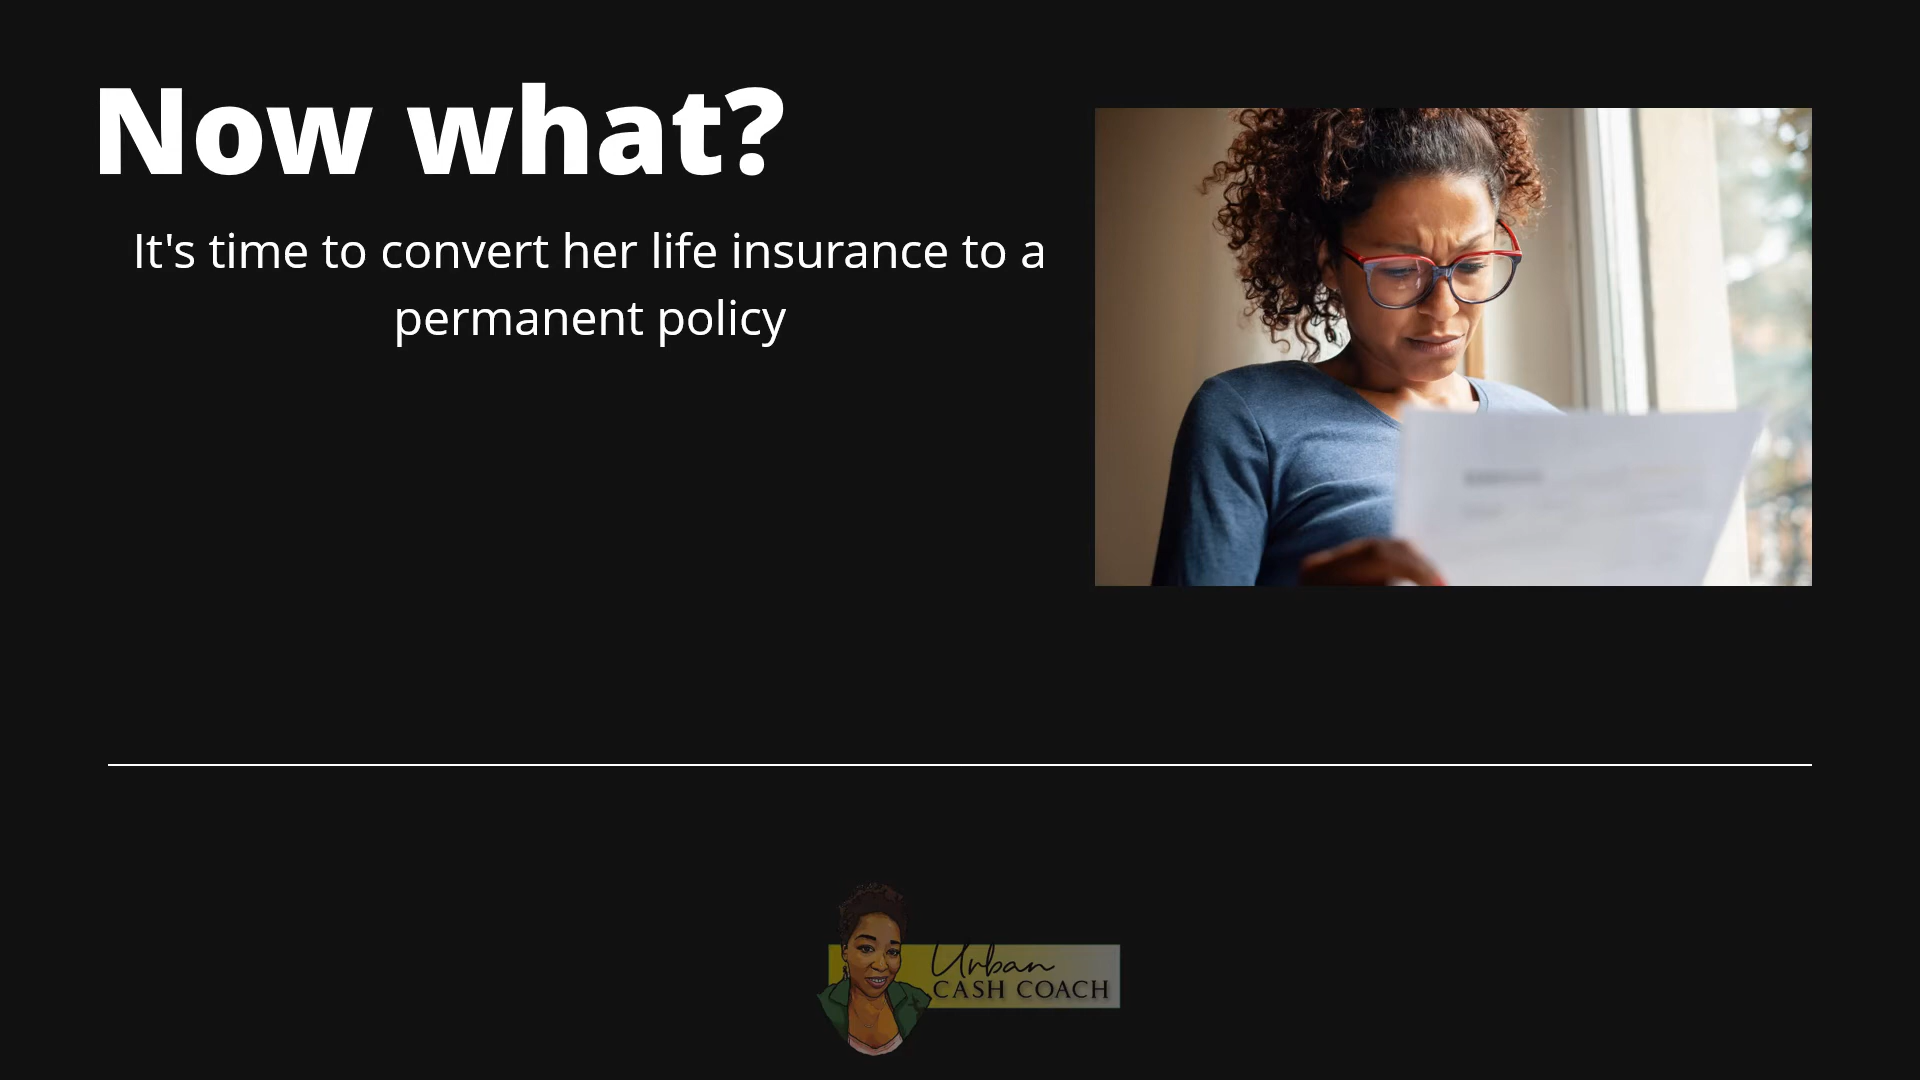 Now what?
It's time to convert her life insurance to a
permanent policy
Urban
CASH COACH